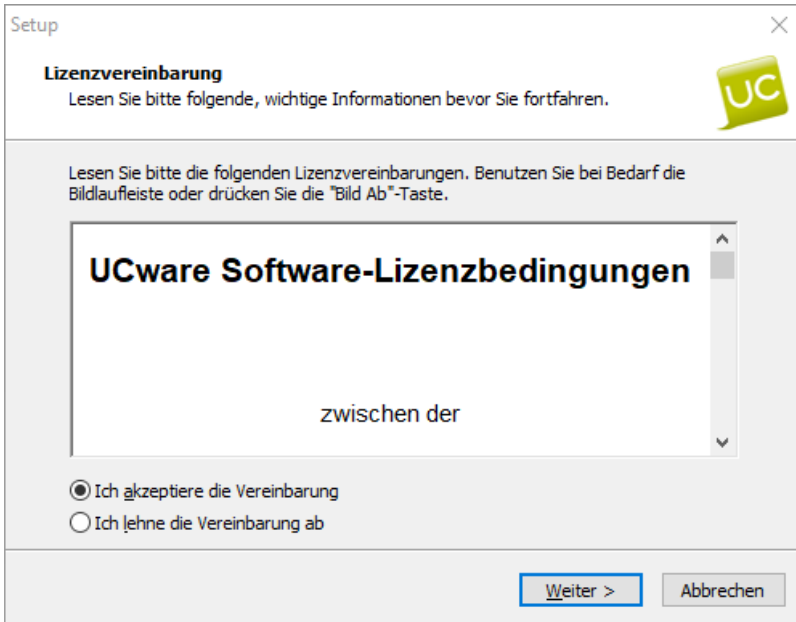 Setup
Lizenzvereinbarung
Lesen Sie bitte folgende, wichtige Informationen bevor Sie fortfahren.
UC
Lesen Sie bitte die folgenden Lizenzvereinbarungen. Benutzen Sie bei Bedarf die
Bildlaufleiste oder drücken Sie die "Bild Ab"-Taste.
UCware Software-Lizenzbedingungen
zwischen der
Ich akzeptiere die Vereinbarung
Ich lehne die Vereinbarung ab
Weiter >
Abbrechen